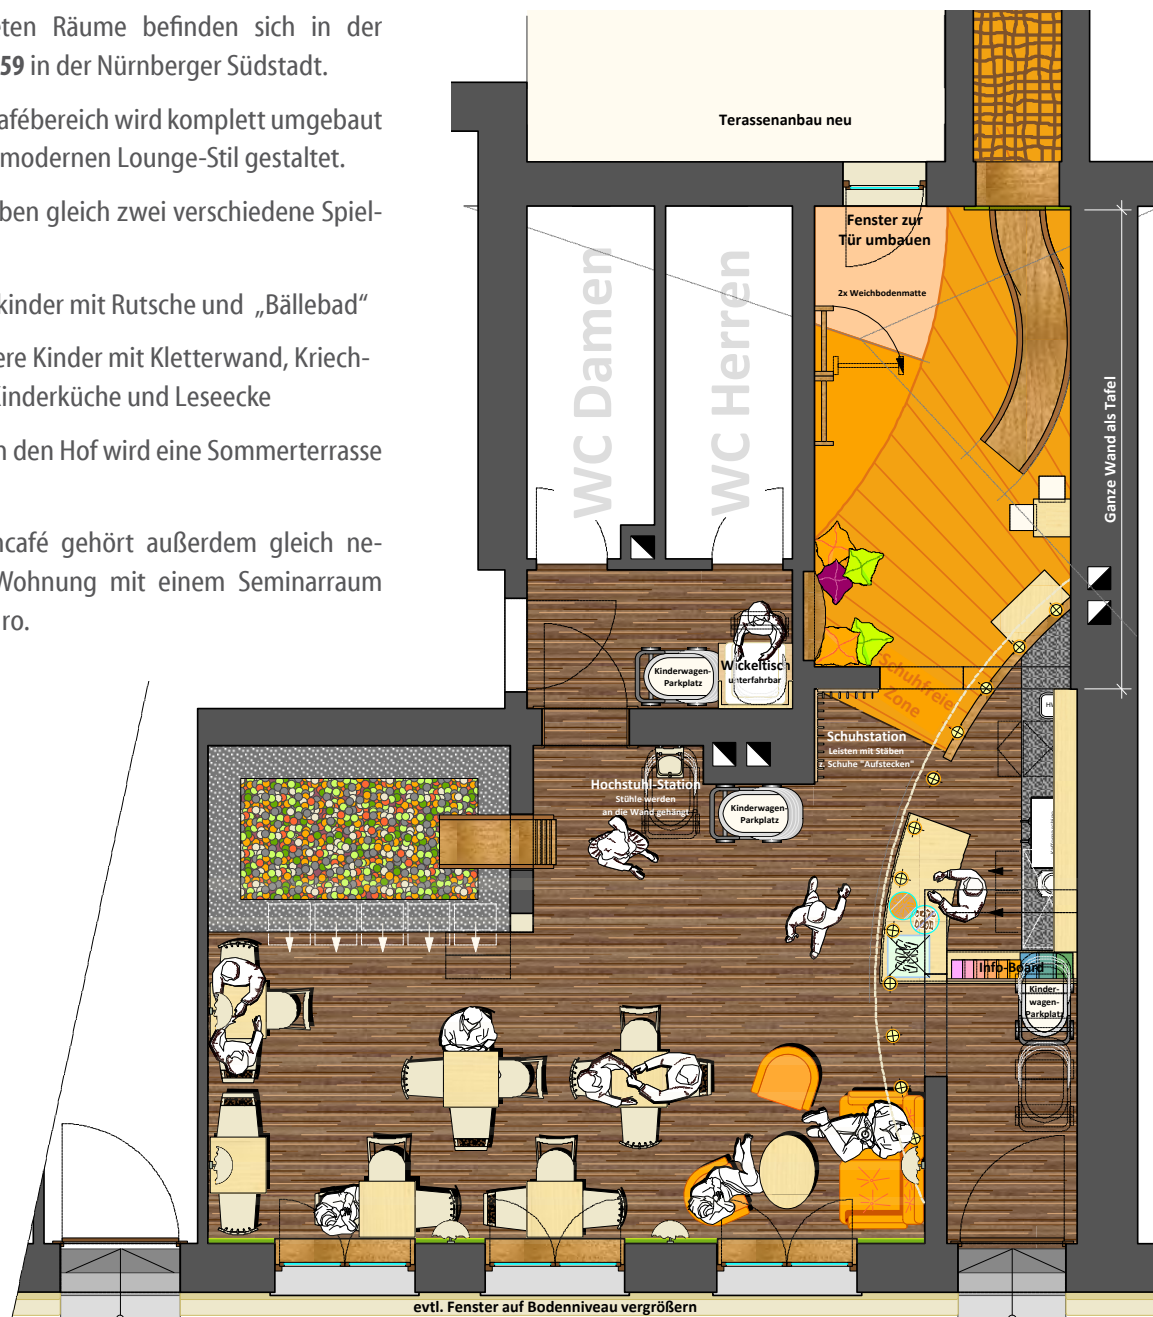 eten Räume befinden sich in der
59 in der Nürnberger Südstadt.
afébereich wird komplett umgebaut
modernen Lounge-Stil gestaltet.
ben gleich zwei verschiedene Spiel-
kinder mit Rutsche und „Bällebad“
ere Kinder mit Kletterwand, Kriech-
Kinderküche und Leseecke
n den Hof wird eine Sommerterrasse
ncafé gehört außerdem gleich ne-
Wohnung mit einem Seminarraum
ro.
Terassenanbau neu
Fenster zur
Tür umbauen
2x Weichbodenmatte
WC Damen
WC Herren
Ganze Wand als Tafel
Kinderwagen-
Parkplatz
Wickeltisch
unterfahrbar
Schuhfreie
Zone
Schuhstation
Leisten mit Stäben
z. Schuhe "Aufstecken"
Hochstuhl-Station
Stühle werden
an die Wand gehängt
Kinderwagen-
Parkplatz
Info-Board
Kinder-
wagen-
Parkplatz
evtl. Fenster auf Bodenniveau vergrößern